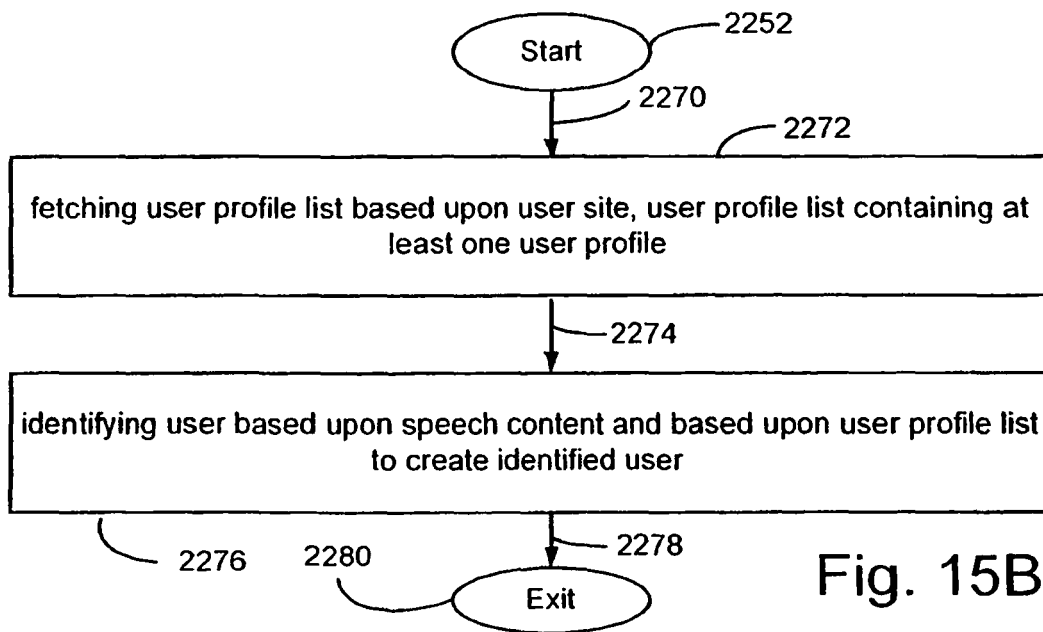 Start
2252
2270
2272
fetching user profile list based upon user site, user profile list containing at
least one user profile
2274
identifying user based upon speech content and based upon user profile list
to create identified user
2276
2280
2278
Exit
Fig. 15B